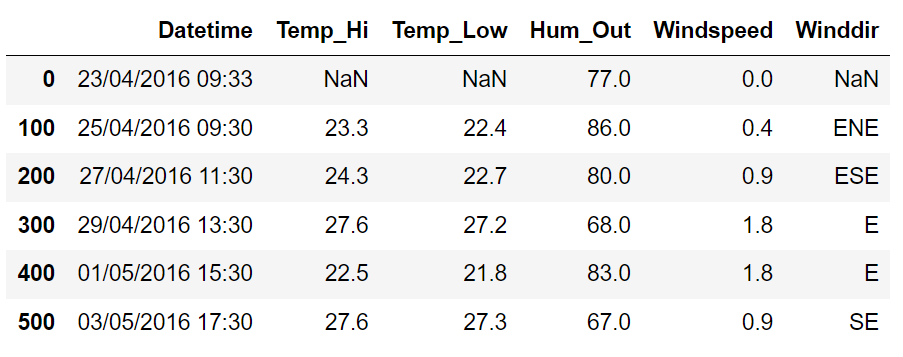 Datetime Temp_Hi Temp_Low Hum_Out Windspeed Winddir
0 23/04/2016 09:33 NaN NaN 77.0 0.0 NaN
100 25/04/2016 09:30 23.3 22.4 86.0 0.4 ENE
200 27/04/2016 11:30 24.3 22.7 80.0 0.9 ESE
300 29/04/2016 13:30 27.6 27.2 68.0 1.8 E
400 01/05/2016 15:30 22.5 21.8 83.0 1.8 E
500 03/05/2016 17:30 27.6 27.3 67.0 0.9 SE